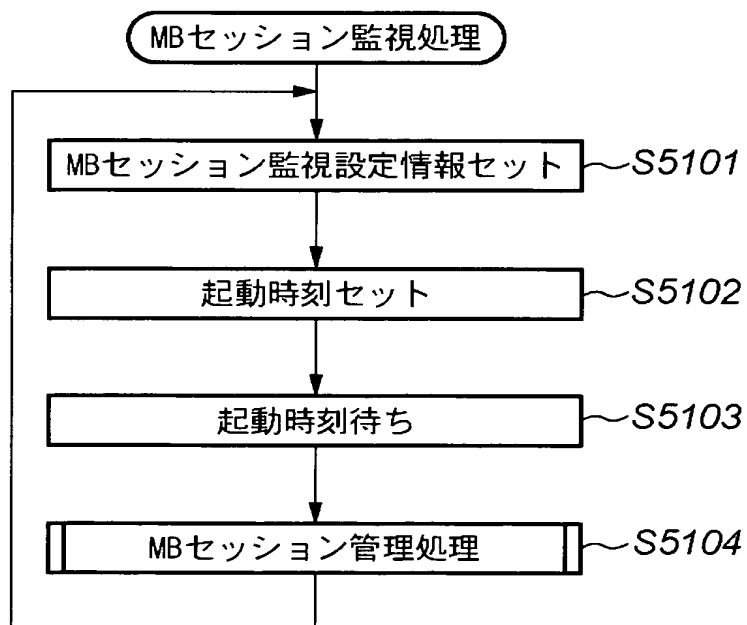 MBセッション監視処理
MBセッション監視設定情報セット S5101
起動時刻セット S5102
起動時刻待ち S5103
MBセッション管理処理 S5104